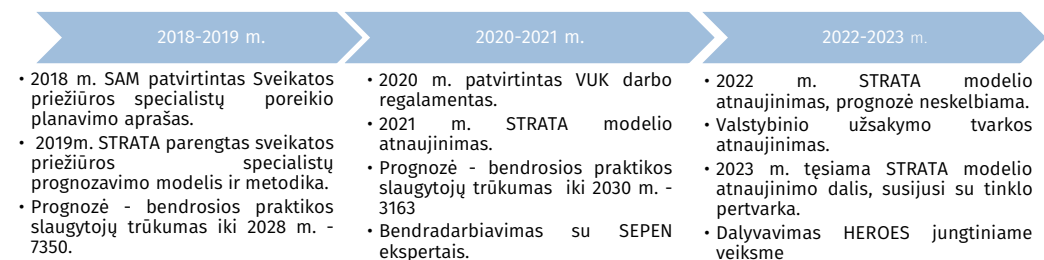 2018-2019 m.
• 2018 m. SAM patvirtintas Sveikatos
priežiūros specialistų poreikio
planavimo aprašas.
• 2019m. STRATA parengtas sveikatos
priežiūros specialistų
prognozavimo modelis ir metodika.
• Prognozė - bendrosios praktikos
slaugytojų trūkumas iki 2028 m. -
7350.
2020-2021 m.
• 2020 m. patvirtintas VUK darbo
regalamentas.
• 2021 m. STRATA modelio
atnaujinimas.
• Prognozė - bendrosios praktikos
slaugytojų trūkumas iki 2030 m. -
3163
• Bendradarbiavimas su SEPEN
ekspertais.
2022-2023 m.
• 2022 m. STRATA modelio
atnaujinimas, prognozė neskelbiama.
• Valstybinio užsakymo tvarkos
atnaujinimas.
• 2023 m. tęsiama STRATA modelio
atnaujinimo dalis, susijusi su tinklo
pertvarka.
• Dalyvavimas HEROES jungtiniame
veiksme